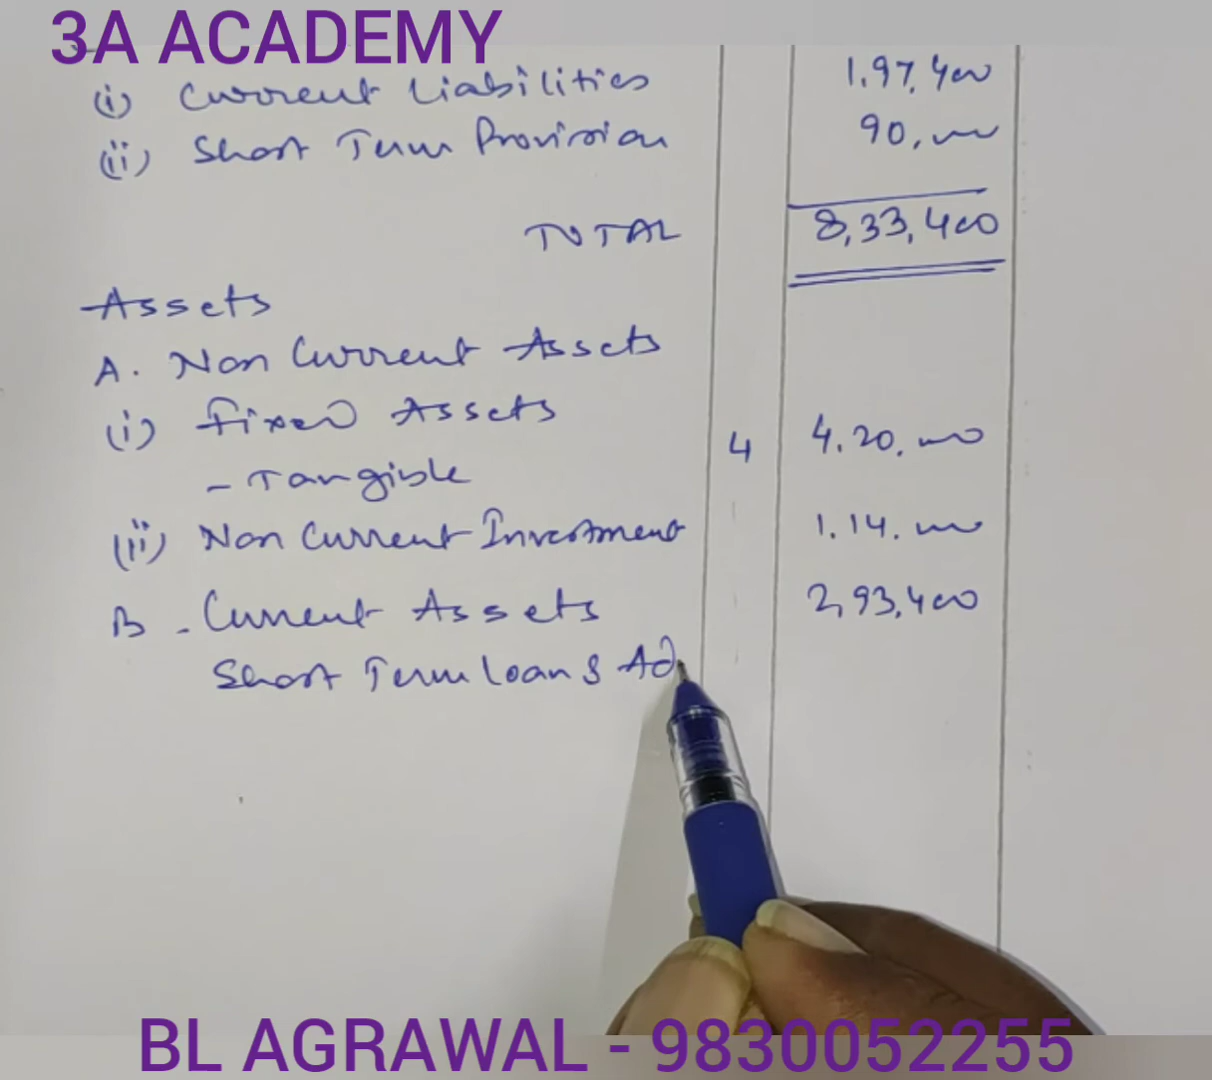 3A ACADEMY
(i) Current Liabilities 1,97,400
(ii) Short Term Provision 90,000
TOTAL 8,33,400
Assets
A. Non Current Assets
(i) Fixed Assets
- Tangible 4 4,20,000
(ii) Non Current Investment 1,14,000
B - Current Assets 2,93,400
Short Term Loan & Ad
BL AGRAWAL - 9830052255